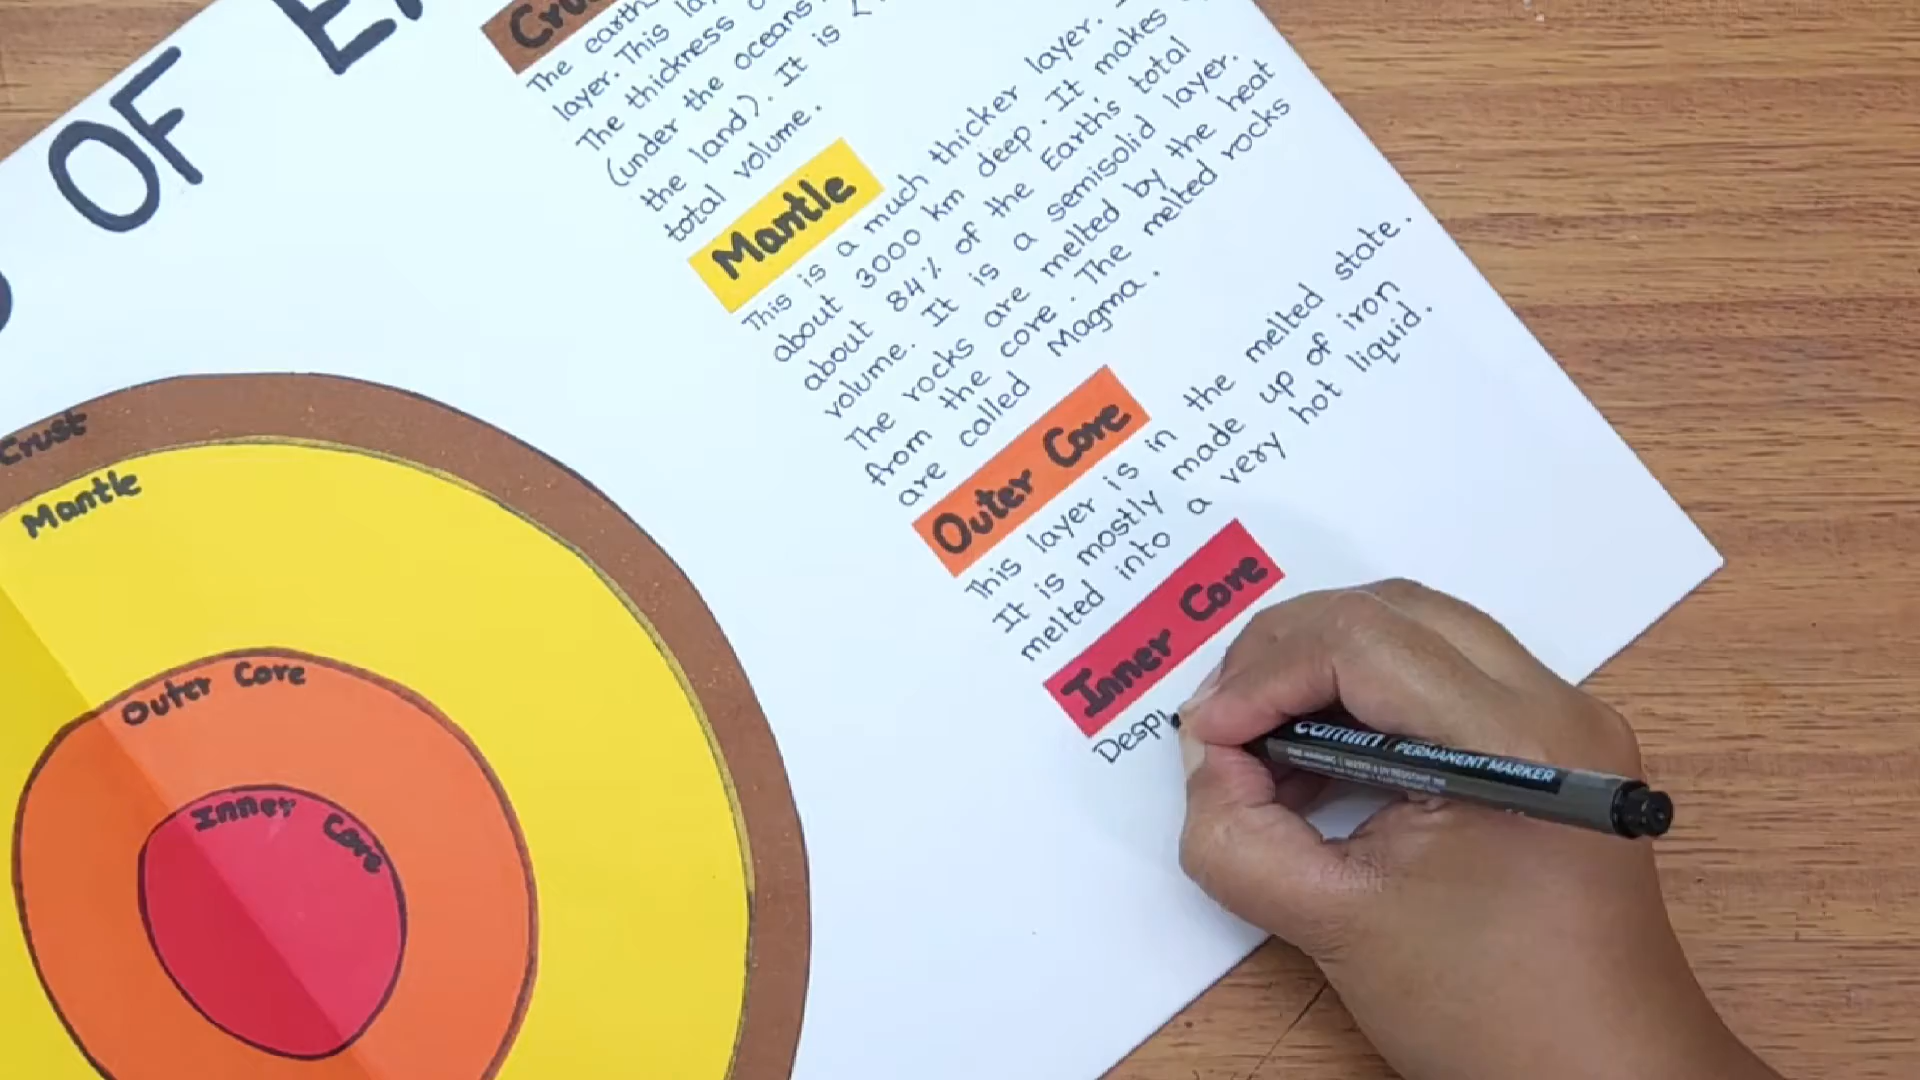 OF
The earth
layer. This
The thickness
(under the oceans
the land). It is
total volume.
Mantle
This is a much thicker layer.
about 3000 km deep. It makes
about 84% of the Earth's total
volume. It is a semisolid layer.
The rocks are melted by the heat
from the core. The melted rocks
are called Magma.
Outer Core
This layer is in the melted state.
It is mostly made up of iron
melted into a very hot liquid.
Inner Core
Desp
Crust
Mantle
Outer Core
Inner Core
camlin PERMANENT MARKER